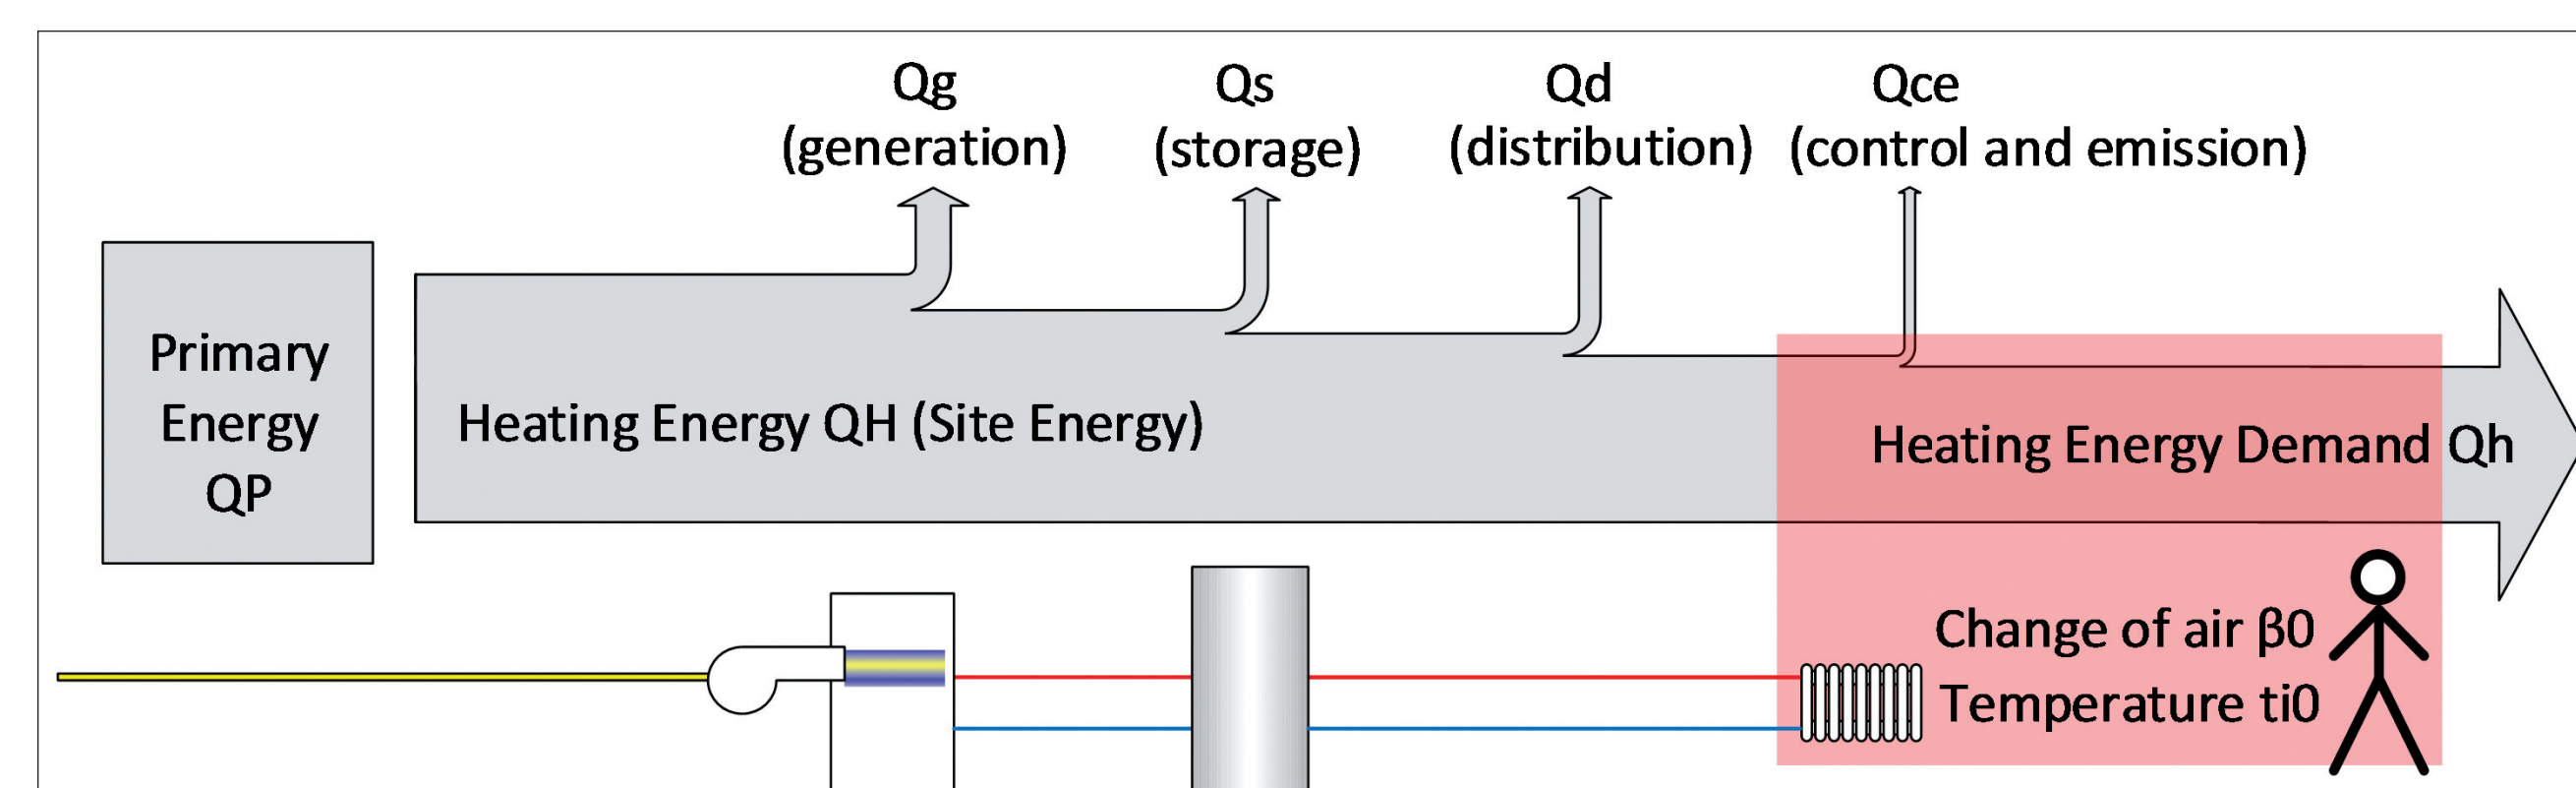 Qg
(generation)
Qs
(storage)
Qd
(distribution)
Qce
(control and emission)
Primary
Energy
QP
Heating Energy QH (Site Energy)
Heating Energy Demand Qh
Change of air β0
Temperature ti0